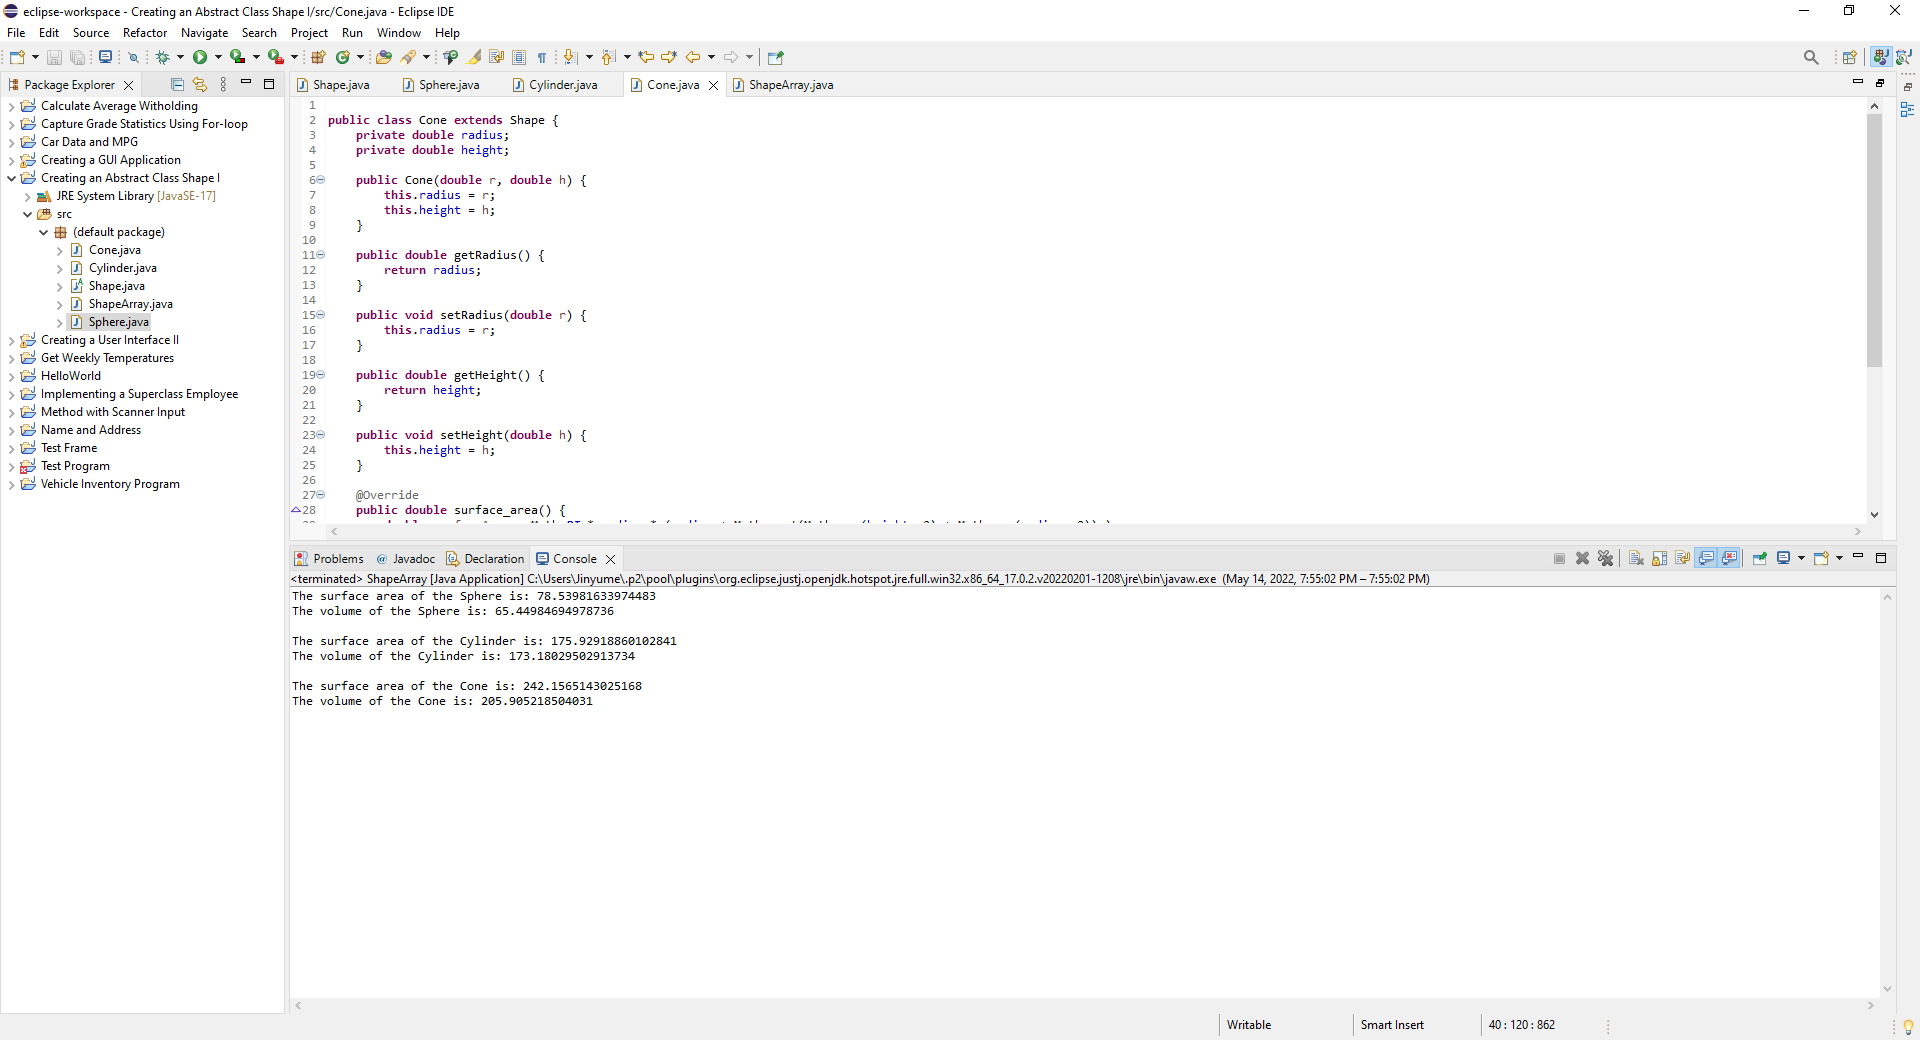 eclipse-workspace - Creating an Abstract Class Shape I/src/Cone.java - Eclipse IDE
File Edit Source Refactor Navigate Search Project Run Window Help
Package Explorer
Calculate Average Witholding
Capture Grade Statistics Using For-loop
Car Data and MPG
Creating a GUI Application
Creating an Abstract Class Shape I
JRE System Library [JavaSE-17]
src
(default package)
Cone.java
Cylinder.java
Shape.java
ShapeArray.java
Sphere.java
Creating a User Interface II
Get Weekly Temperatures
HelloWorld
Implementing a Superclass Employee
Method with Scanner Input
Name and Address
Test Frame
Test Program
Vehicle Inventory Program
Shape.java Sphere.java Cylinder.java Cone.java ShapeArray.java
1
2 public class Cone extends Shape {
3 private double radius;
4 private double height;
5
6 public Cone(double r, double h) {
7 this.radius = r;
8 this.height = h;
9 }
10
11 public double getRadius() {
12 return radius;
13 }
14
15 public void setRadius(double r) {
16 this.radius = r;
17 }
18
19 public double getHeight() {
20 return height;
21 }
22
23 public void setHeight(double h) {
24 this.height = h;
25 }
26
27 @Override
28 public double surface_area() {
Problems @ Javadoc Declaration Console
<terminated> ShapeArray [Java Application] C:\Users\Jinyume\.p2\pool\plugins\org.eclipse.justj.openjdk.hotspot.jre.full.win32.x86_64_17.0.2.v20220201-1208\jre\bin\javaw.exe (May 14, 2022, 7:55:02 PM – 7:55:02 PM)
The surface area of the Sphere is: 78.53981633974483
The volume of the Sphere is: 65.44984694978736
The surface area of the Cylinder is: 175.92918860102841
The volume of the Cylinder is: 173.18029502913734
The surface area of the Cone is: 242.1565143025168
The volume of the Cone is: 205.905218504031
Writable Smart Insert 40 : 120 : 862